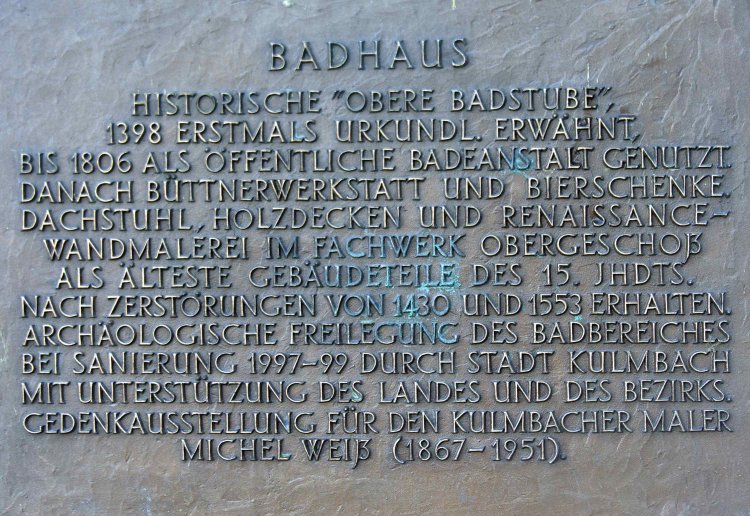 BADHAUS
HISTORISCHE "OBERE BADSTUBE",
1398 ERSTMALS URKUNDL. ERWÄHNT,
BIS 1806 ALS ÖFFENTLICHE BADEANSTALT GENUTZT.
DANACH BÜTTNERWERKSTATT UND BIERSCHENKE.
DACHSTUHL, HOLZDECKEN UND RENAISSANCE-
WANDMALEREI IM FACHWERK OBERGESCHOß
ALS ÄLTESTE GEBÄUDETEILE DES 15. JHDTS.
NACH ZERSTÖRUNGEN VON 1430 UND 1553 ERHALTEN.
ARCHÄOLOGISCHE FREILEGUNG DES BADBEREICHES
BEI SANIERUNG 1997-99 DURCH STADT KULMBACH
MIT UNTERSTÜTZUNG DES LANDES UND DES BEZIRKS.
GEDENKAUSSTELLUNG FÜR DEN KULMBACHER MALER
MICHEL WEIß (1867-1951).